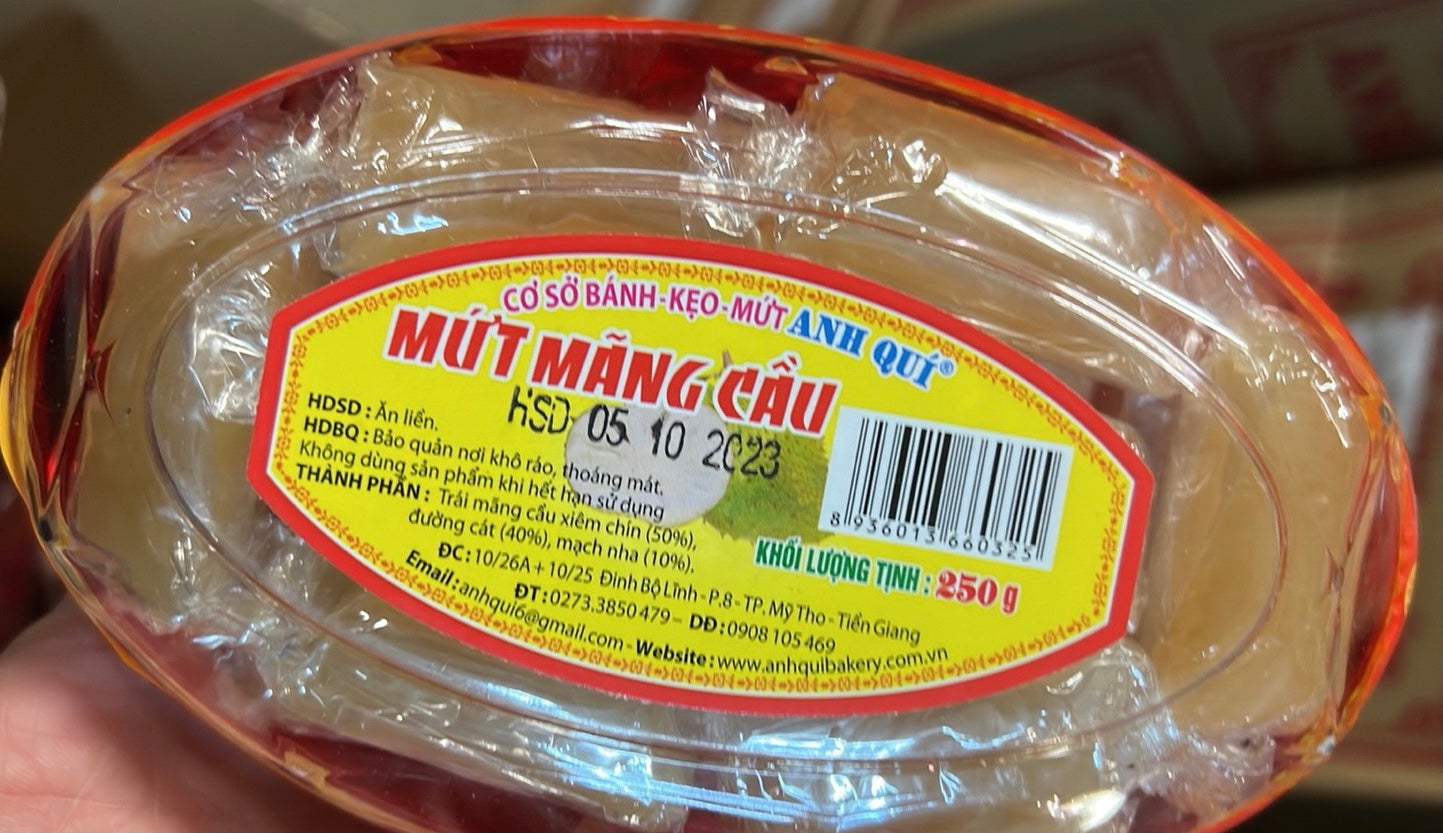 CƠ SỞ BÁNH-KẸO-MỨT ANH QUÍ®
MỨT MÃNG CẦU
HSD 05 10 2023
HDSD : Ăn liền.
HDBQ : Bảo quản nơi khô ráo, thoáng mát.
Không dùng sản phẩm khi hết hạn sử dụng
THÀNH PHẦN : Trái mãng cầu xiêm chín (50%),
đường cát (40%), mạch nha (10%).
8 936013 660325
KHỐI LƯỢNG TỊNH : 250 g
ĐC : 10/26A + 10/25 Đinh Bộ Lĩnh - P.8 - TP. Mỹ Tho - Tiền Giang
ĐT : 0273.3850 479 – DĐ : 0908 105 469
Email : anhqui6@gmail.com - Website : www.anhquibakery.com.vn